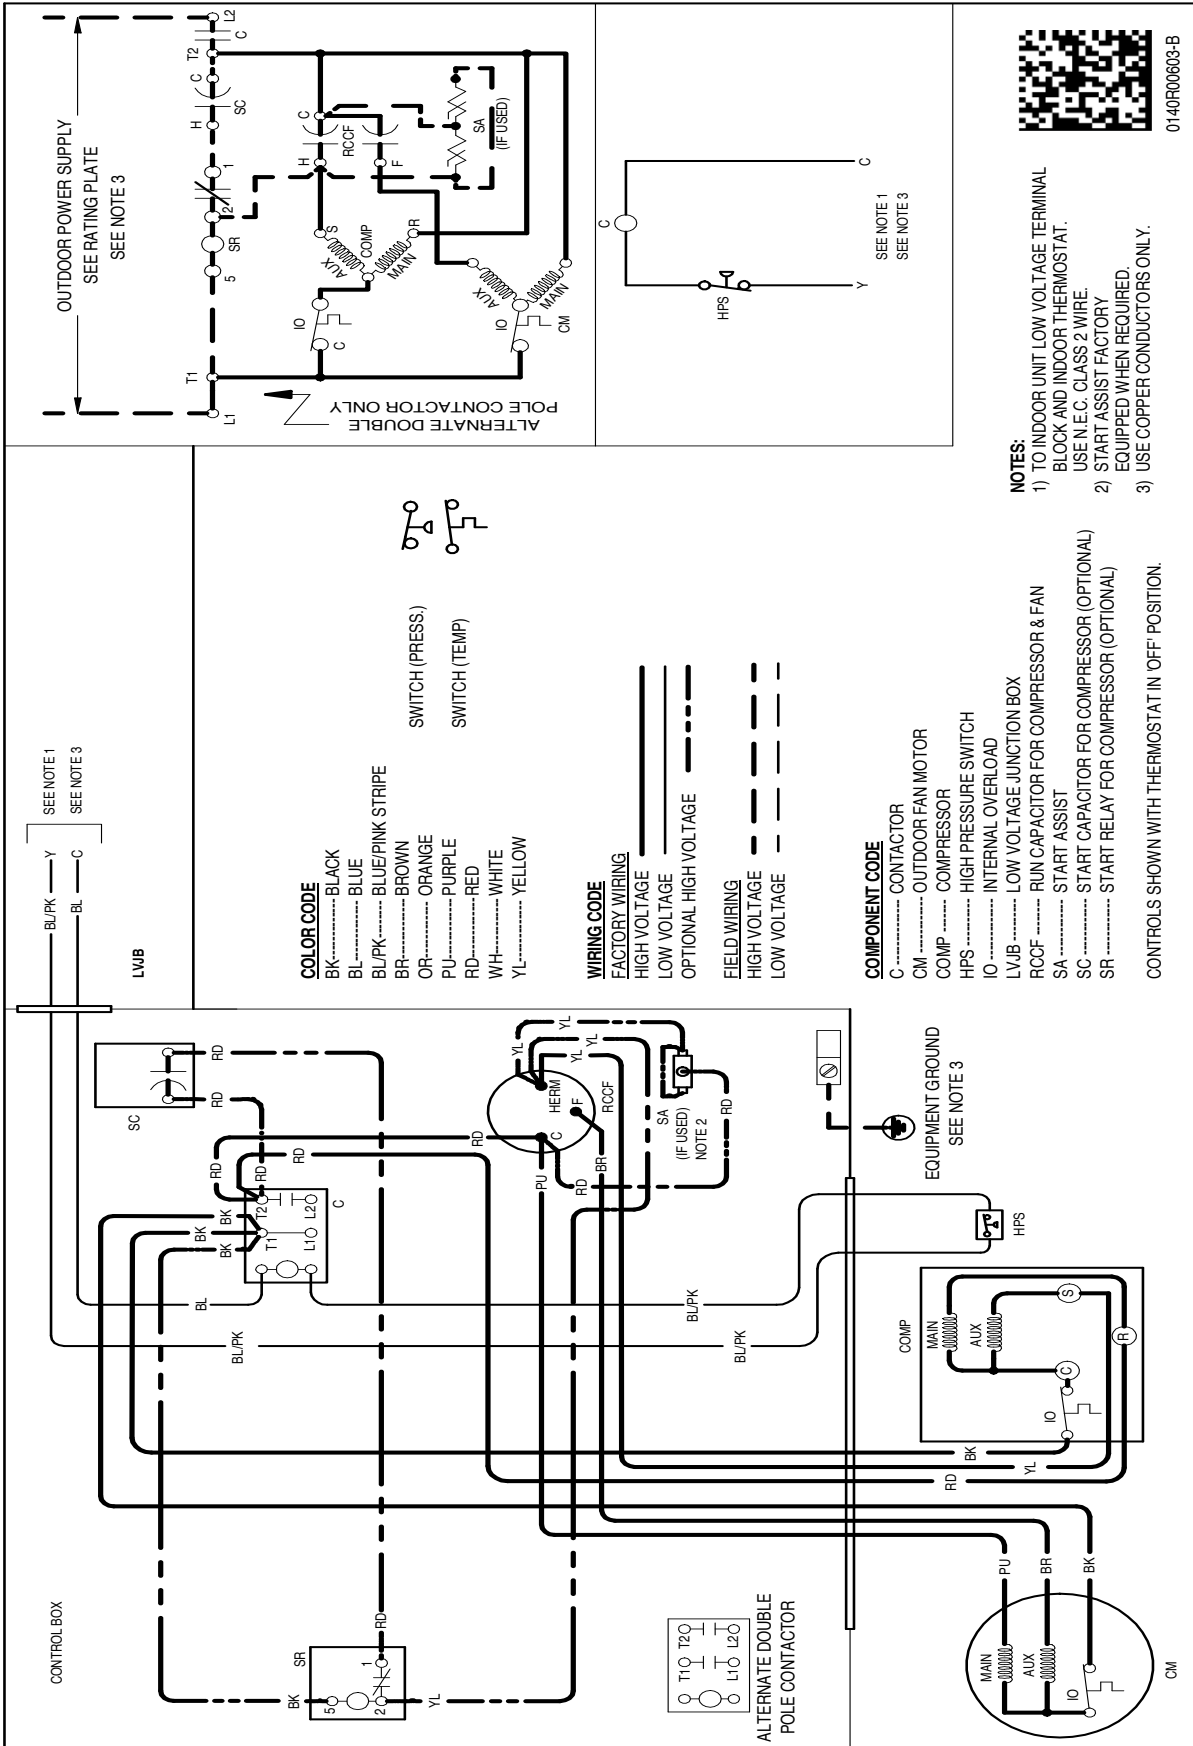 CONTROL BOX
LVJB
BL/PK
Y
SEE NOTE 1
BL
C
SEE NOTE 3
SC
RD
RD
RD
RD
RD
RD
BK
BK
BK
T2
T1
L2
L1
C
BL
BL/PK
BL/PK
BL/PK
SR
BK
5
2
1
RD
YL
YL
YL
YL
HERM
F
C
RCCF
PU
BR
RD
RD
SA
(IF USED)
NOTE 2
ALTERNATE DOUBLE
POLE CONTACTOR
T1
T2
L1
L2
EQUIPMENT GROUND
SEE NOTE 3
HPS
COMP
MAIN
AUX
S
R
C
IO
BK
YL
RD
PU
BR
BK
MAIN
AUX
IO
CM
COLOR CODE
BK---------- BLACK
BL---------- BLUE
BL/PK------- BLUE/PINK STRIPE
BR---------- BROWN
OR---------- ORANGE
PU---------- PURPLE
RD---------- RED
WH---------- WHITE
YL---------- YELLOW
SWITCH (PRESS.)
SWITCH (TEMP)
WIRING CODE
FACTORY WIRING
HIGH VOLTAGE
LOW VOLTAGE
OPTIONAL HIGH VOLTAGE
FIELD WIRING
HIGH VOLTAGE
LOW VOLTAGE
COMPONENT CODE
C ---------- CONTACTOR
CM ---------- OUTDOOR FAN MOTOR
COMP ------- COMPRESSOR
HPS ---------- HIGH PRESSURE SWITCH
IO ---------- INTERNAL OVERLOAD
LVJB---------- LOW VOLTAGE JUNCTION BOX
RCCF -------- RUN CAPACITOR FOR COMPRESSOR & FAN
SA ---------- START ASSIST
SC ---------- START CAPACITOR FOR COMPRESSOR (OPTIONAL)
SR ---------- START RELAY FOR COMPRESSOR (OPTIONAL)
CONTROLS SHOWN WITH THERMOSTAT IN 'OFF' POSITION.
OUTDOOR POWER SUPPLY
SEE RATING PLATE
SEE NOTE 3
L1
T1
5
SR
2
1
H
SC
C
T2
C
L2
ALTERNATE DOUBLE
POLE CONTACTOR ONLY
IO
C
S
AUX
COMP
MAIN
R
H
RCCF
C
F
SA
(IF USED)
IO
AUX
MAIN
CM
C
HPS
Y
C
SEE NOTE 1
SEE NOTE 3
NOTES:
1) TO INDOOR UNIT LOW VOLTAGE TERMINAL
BLOCK AND INDOOR THERMOSTAT.
USE N.E.C. CLASS 2 WIRE.
2) START ASSIST FACTORY
EQUIPPED WHEN REQUIRED.
3) USE COPPER CONDUCTORS ONLY.
0140R00603-B